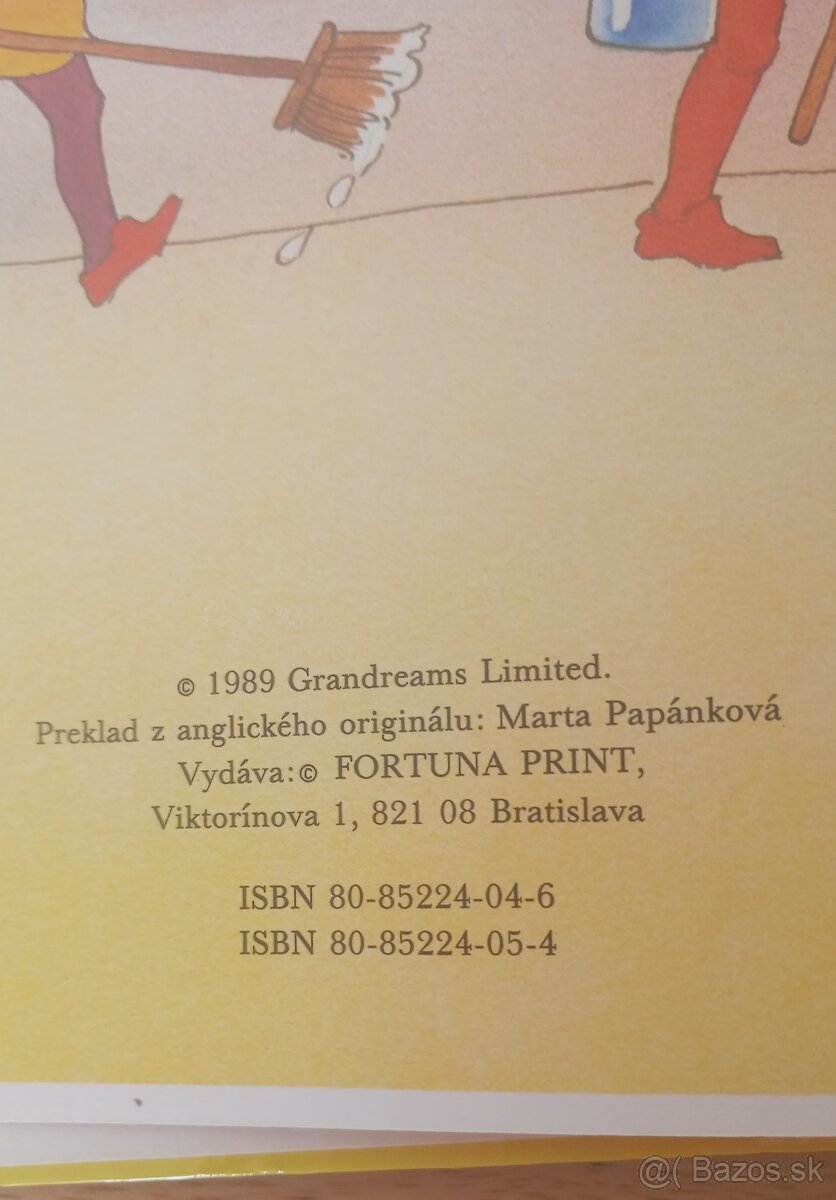 © 1989 Grandreams Limited.
Preklad z anglického originálu: Marta Papánková
Vydáva:© FORTUNA PRINT,
Viktorínova 1, 821 08 Bratislava
ISBN 80-85224-04-6
ISBN 80-85224-05-4
@( Bazos.sk